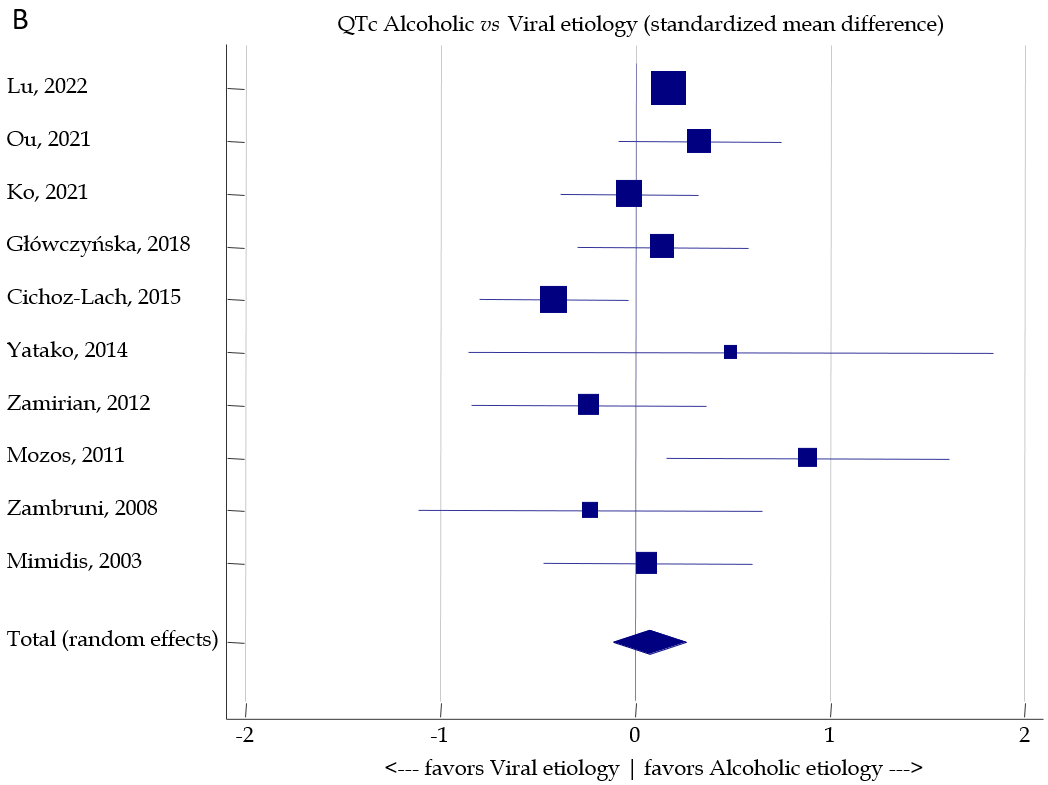 B
QTc Alcoholic vs Viral etiology (standardized mean difference)
Lu, 2022
Ou, 2021
Ko, 2021
Główczyńska, 2018
Cichoz-Lach, 2015
Yatako, 2014
Zamirian, 2012
Mozos, 2011
Zambruni, 2008
Mimidis, 2003
Total (random effects)
-2 -1 0 1 2
<--- favors Viral etiology | favors Alcoholic etiology --->